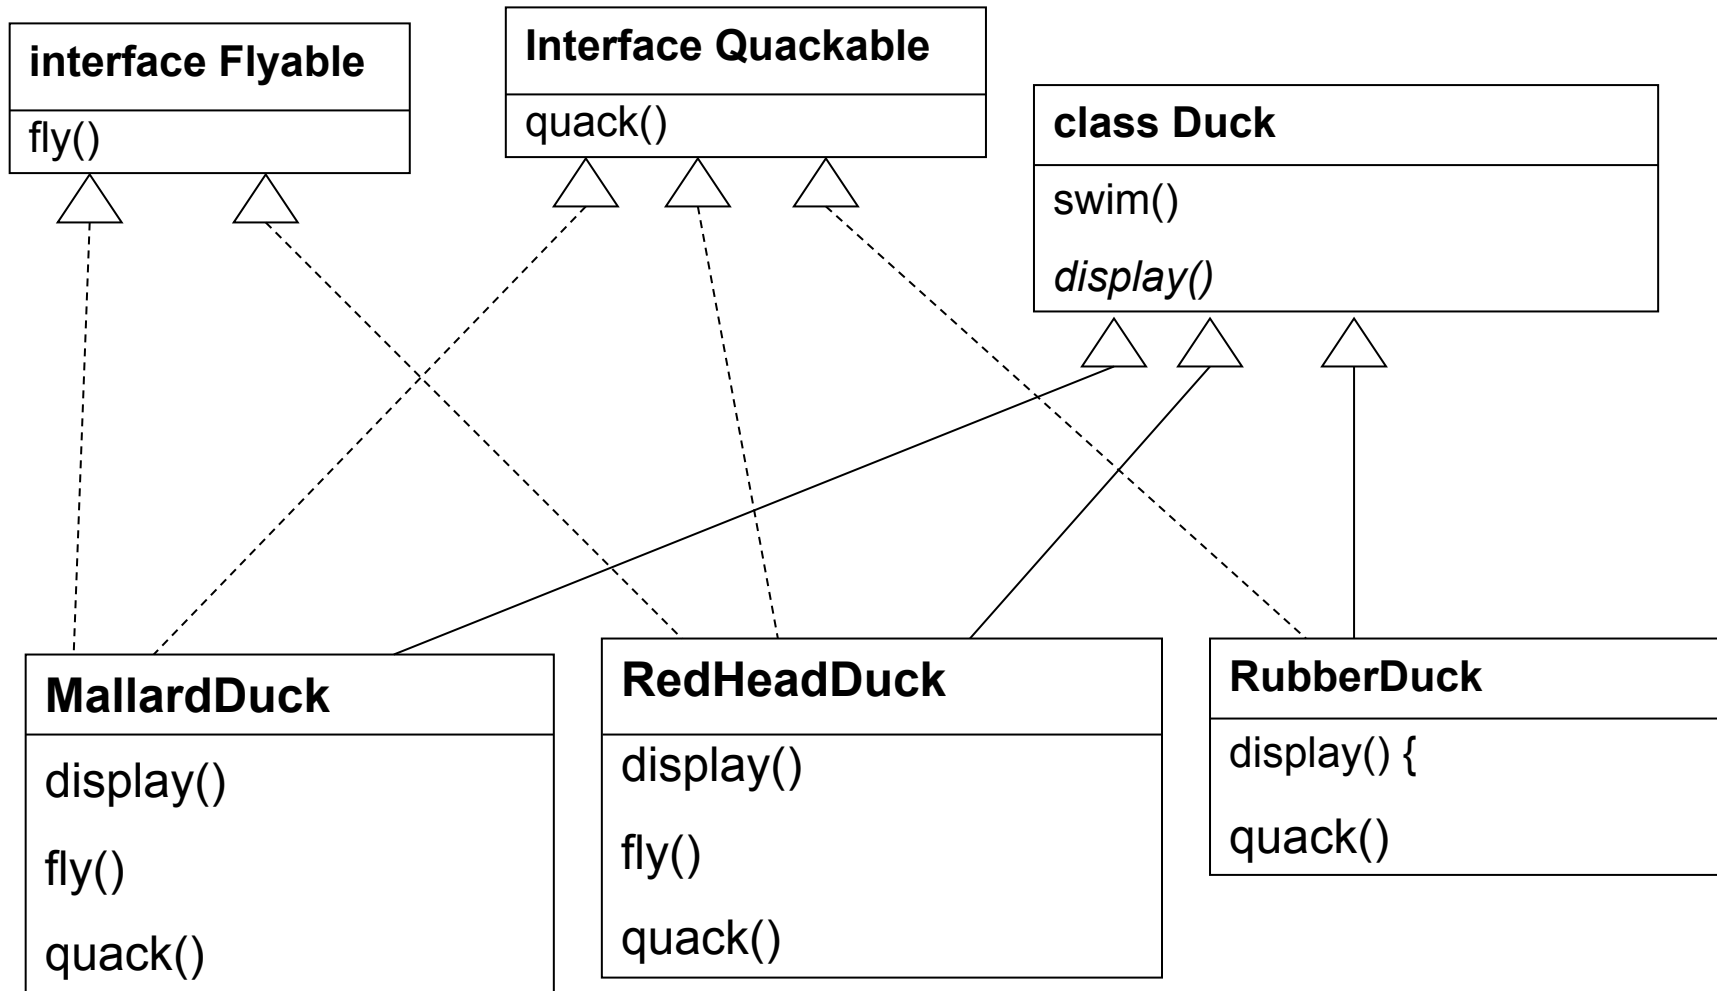 interface Flyable
fly()
Interface Quackable
quack()
class Duck
swim()
display()
MallardDuck
display()
fly()
quack()
RedHeadDuck
display()
fly()
quack()
RubberDuck
display() {
quack()